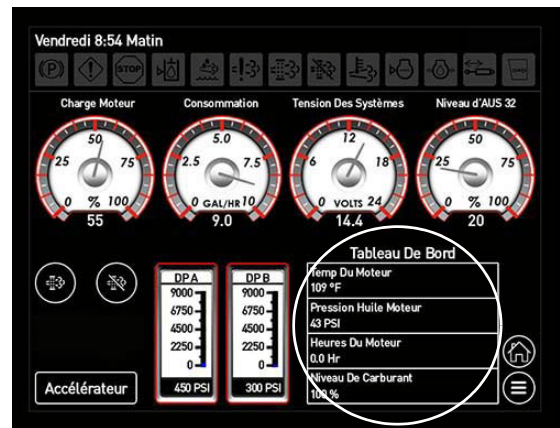 Vendredi 8:54 Matin
(P)
STOP
Charge Moteur
Consommation
Tension Des Systèmes
Niveau d'AUS 32
25 50 75
0 % 100
55
2.5 5.0 7.5
0 GAL/HR 10
9.0
6 12 18
0 VOLTS 24
14.4
25 50 75
0 % 100
20
Tableau De Bord
Temp Du Moteur
109 °F
Pression Huile Moteur
43 PSI
Heures Du Moteur
0.0 Hr
Niveau De Carburant
100 %
DPA
9000
6750
4500
2250
0
450 PSI
DPB
9000
6750
4500
2250
0
300 PSI
Accélérateur